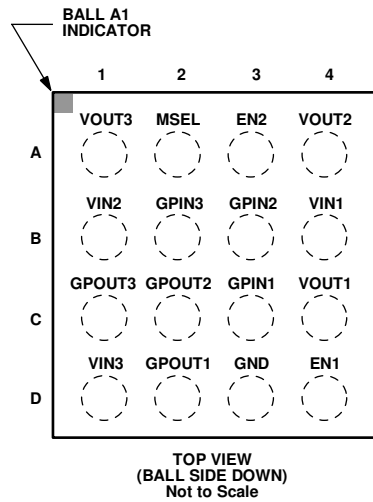 BALL A1
INDICATOR
1 2 3 4
VOUT3 MSEL EN2 VOUT2
A
VIN2 GPIN3 GPIN2 VIN1
B
GPOUT3 GPOUT2 GPIN1 VOUT1
C
VIN3 GPOUT1 GND EN1
D
TOP VIEW
(BALL SIDE DOWN)
Not to Scale